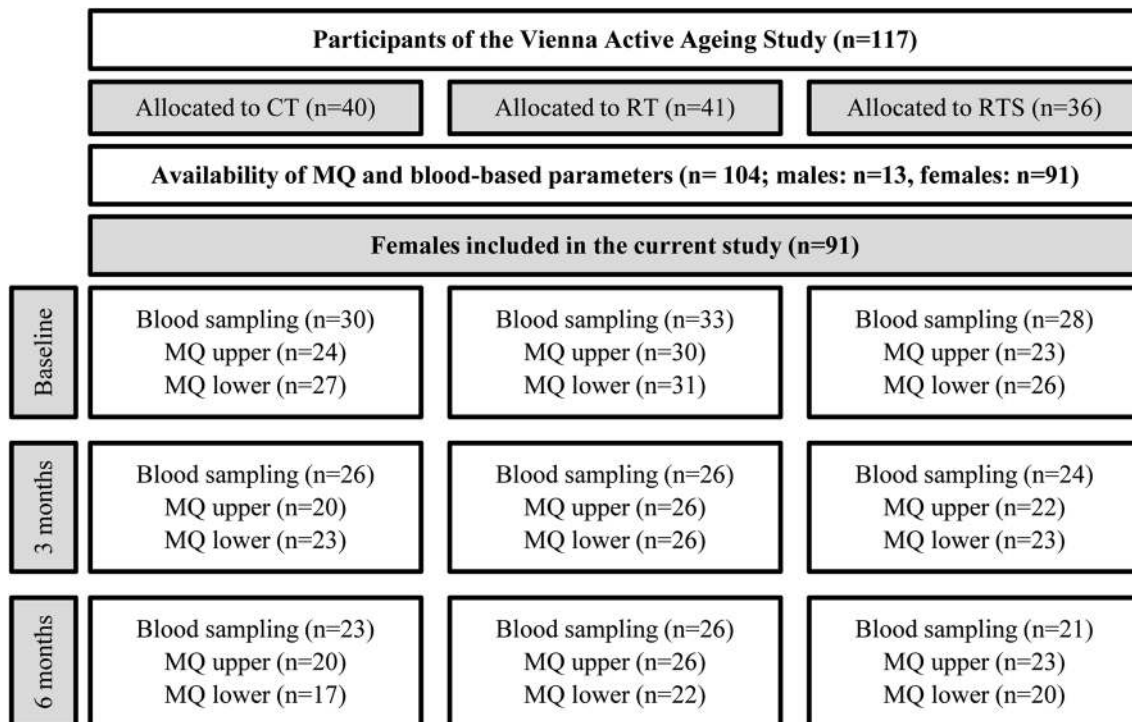 Participants of the Vienna Active Ageing Study (n=117)
Allocated to CT (n=40)
Allocated to RT (n=41)
Allocated to RTS (n=36)
Availability of MQ and blood-based parameters (n= 104; males: n=13, females: n=91)
Females included in the current study (n=91)
Baseline
Blood sampling (n=30)
MQ upper (n=24)
MQ lower (n=27)
Blood sampling (n=33)
MQ upper (n=30)
MQ lower (n=31)
Blood sampling (n=28)
MQ upper (n=23)
MQ lower (n=26)
3 months
Blood sampling (n=26)
MQ upper (n=20)
MQ lower (n=23)
Blood sampling (n=26)
MQ upper (n=26)
MQ lower (n=26)
Blood sampling (n=24)
MQ upper (n=22)
MQ lower (n=23)
6 months
Blood sampling (n=23)
MQ upper (n=20)
MQ lower (n=17)
Blood sampling (n=26)
MQ upper (n=26)
MQ lower (n=22)
Blood sampling (n=21)
MQ upper (n=23)
MQ lower (n=20)